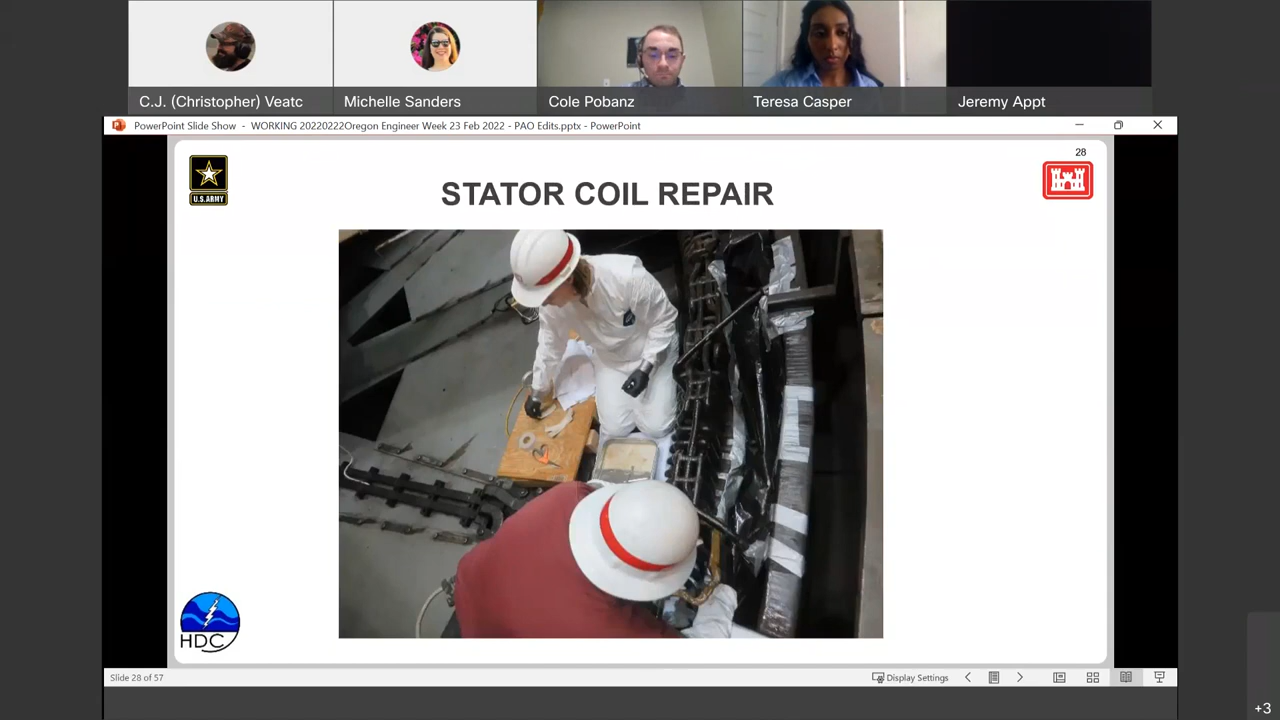 C.J. (Christopher) Veatc
Michelle Sanders
Cole Pobanz
Teresa Casper
Jeremy Appt
PowerPoint Slide Show - WORKING 20220222Oregon Engineer Week 23 Feb 2022 - PAO Edits.pptx - PowerPoint
28
U.S.ARMY
STATOR COIL REPAIR
HDC
Slide 28 of 57
Display Settings
+3